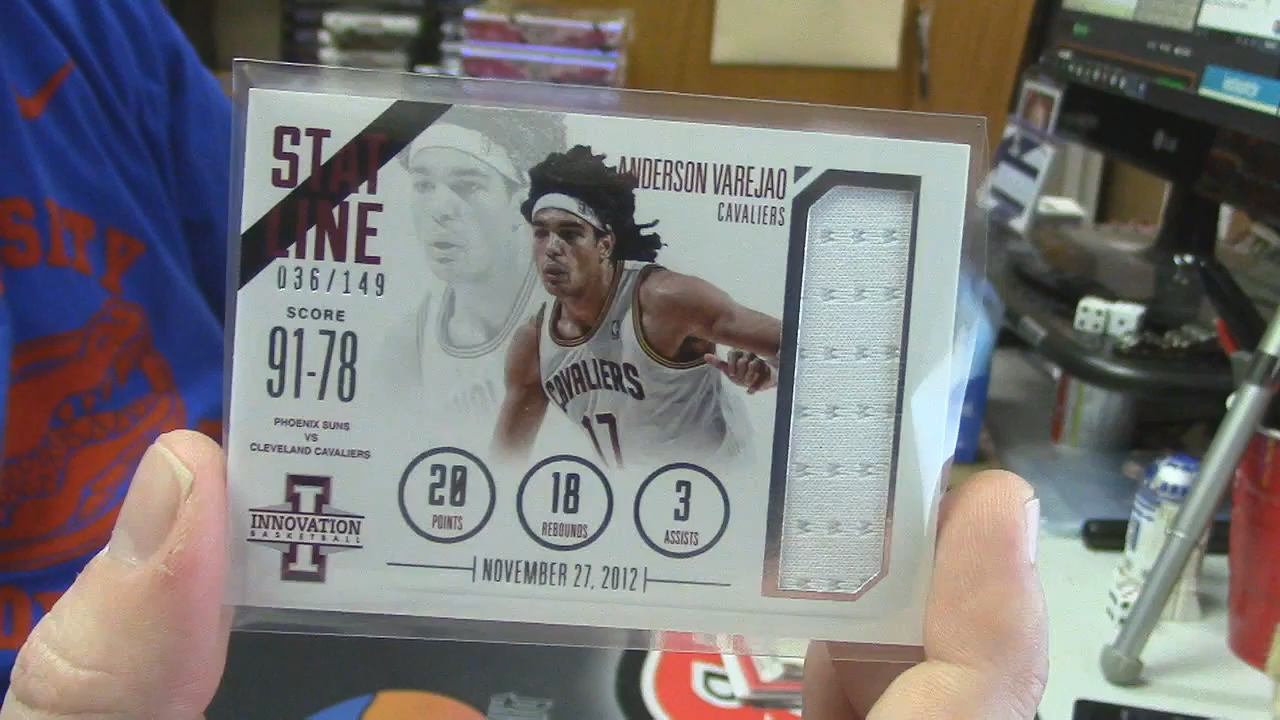 STAT
LINE
036/149
SCORE
91-78
PHOENIX SUNS
VS
CLEVELAND CAVALIERS
INNOVATION
BASKETBALL
ANDERSON VAREJAO
CAVALIERS
CAVALIERS
17
20
POINTS
18
REBOUNDS
3
ASSISTS
NOVEMBER 27, 2012